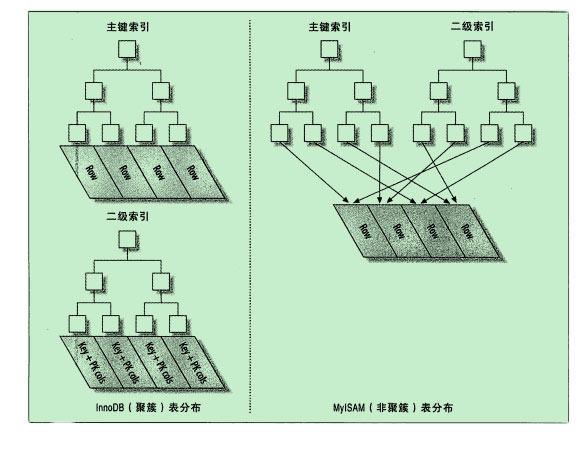 主键索引
Row
Row
Row
Row
二级索引
Key + PK cols
Key + PK cols
Key + PK cols
Key + PK cols
InnoDB（聚簇）表分布
主键索引
二级索引
Row
Row
Row
Row
MyISAM（非聚簇）表分布